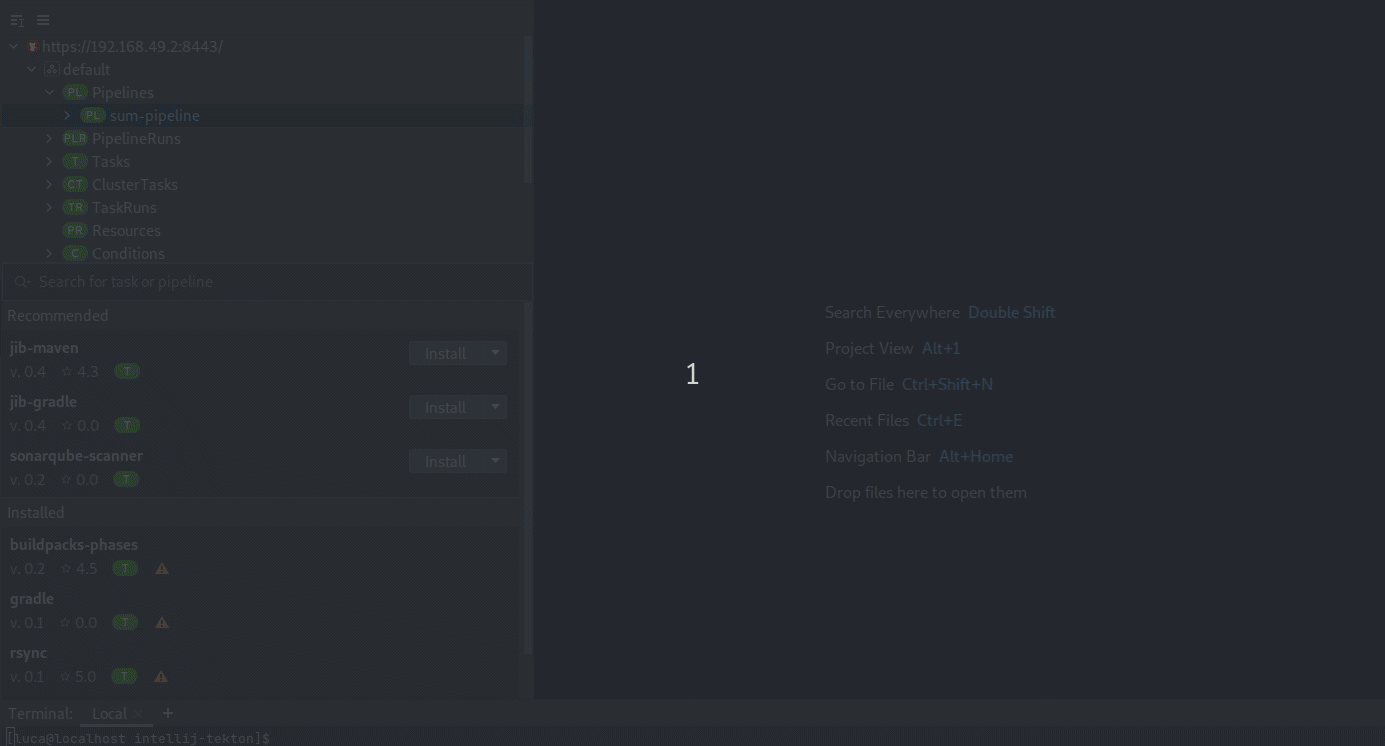 https://192.168.49.2:8443/
default
PL Pipelines
PL sum-pipeline
PLR PipelineRuns
T Tasks
CT ClusterTasks
TR TaskRuns
PR Resources
C Conditions
Search for task or pipeline
Recommended
jib-maven
Install
v. 0.4 4.3 T
jib-gradle
Install
v. 0.4 0.0 T
sonarqube-scanner
Install
v. 0.2 0.0 T
Installed
buildpacks-phases
v. 0.2 4.5 T
gradle
v. 0.1 0.0 T
rsync
v. 0.1 5.0 T
1
Search Everywhere Double Shift
Project View Alt+1
Go to File Ctrl+Shift+N
Recent Files Ctrl+E
Navigation Bar Alt+Home
Drop files here to open them
Terminal: Local × +
[luca@localhost intellij-tekton]$